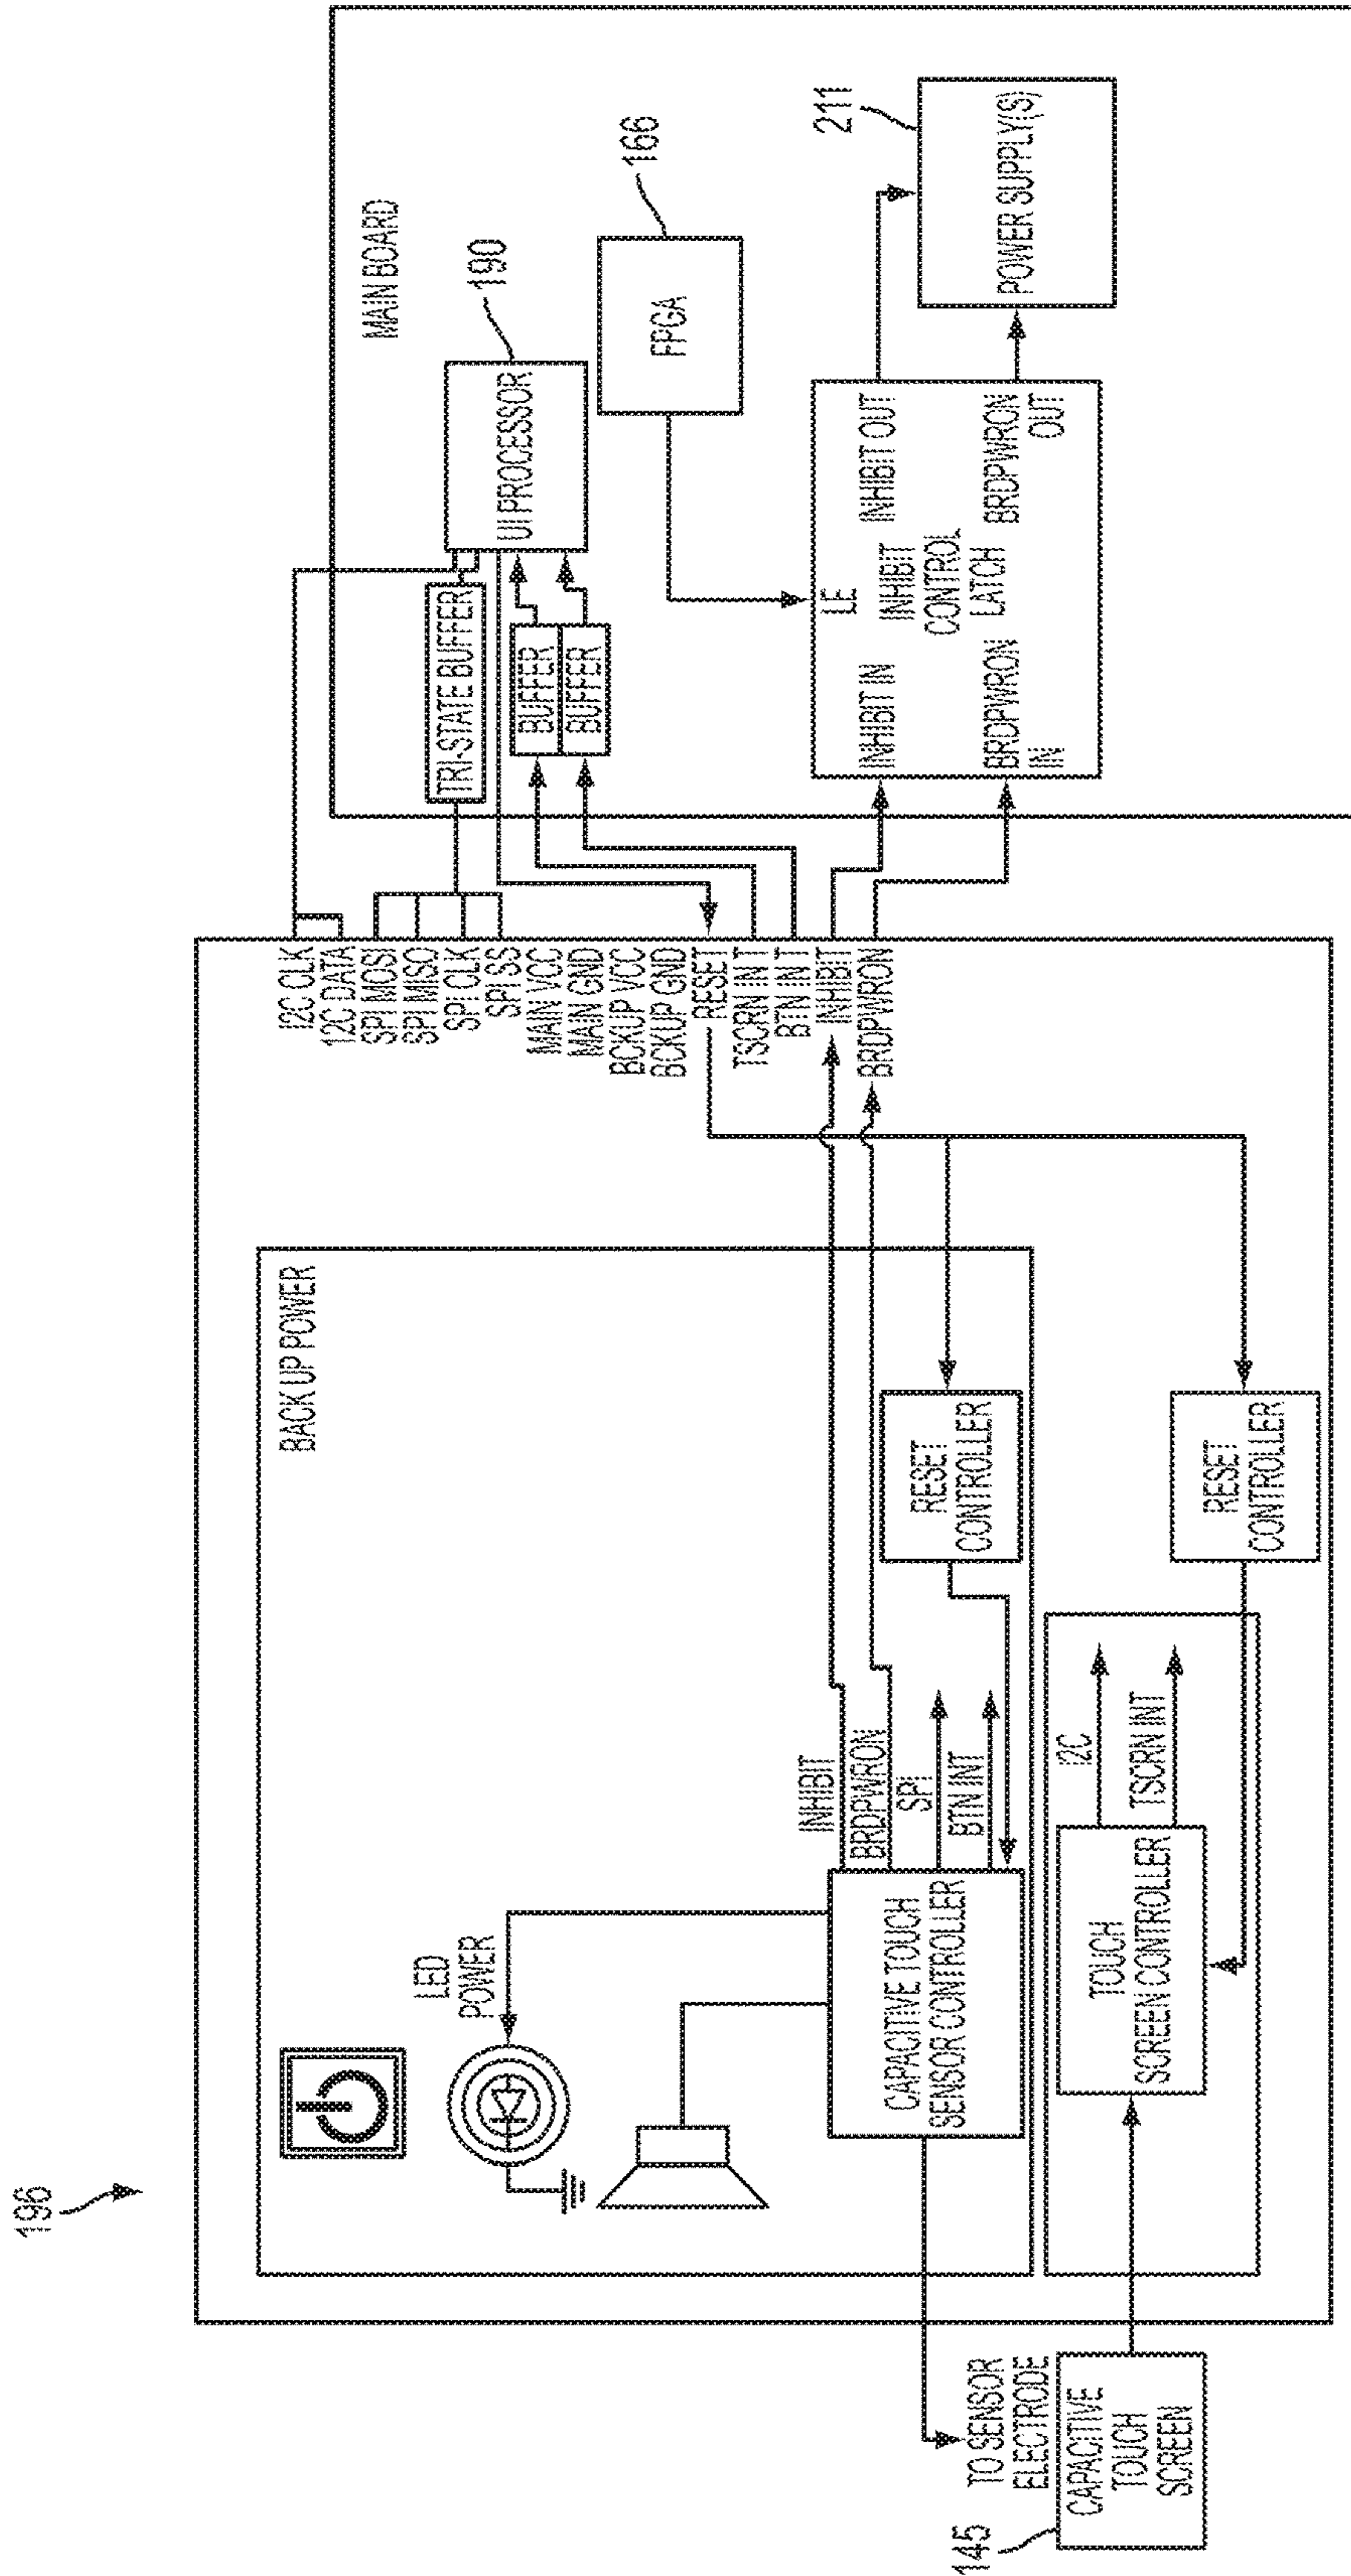 196
BACK UP POWER
LED
POWER
INHIBIT
BRDPWRON
SPI
BTN INT
CAPACITIVE TOUCH
SENSOR CONTROLLER
RESET
CONTROLLER
TO SENSOR
ELECTRODE
145
CAPACITIVE
TOUCH
SCREEN
TOUCH
SCREEN CONTROLLER
I2C
TSCRN INT
RESET
CONTROLLER
I2C CLK
12C DATA
SPI MOSI
SPI MISO
SPI CLK
SPI SS
MAIN VCC
MAIN GND
BCKUP VCC
BCKUP GND
RESET
TSCRN IN T
BTN IN T
INHIBIT
BRDPWRON
MAIN BOARD
TRI-STATE BUFFER
BUFFER
BUFFER
UI PROCESSOR
190
FPGA
166
LE
INHIBIT IN
INHIBIT
CONTROL
LATCH
INHIBIT OUT
BRDPWRON
IN
BRDPWRON
OUT
POWER SUPPLY(S)
211